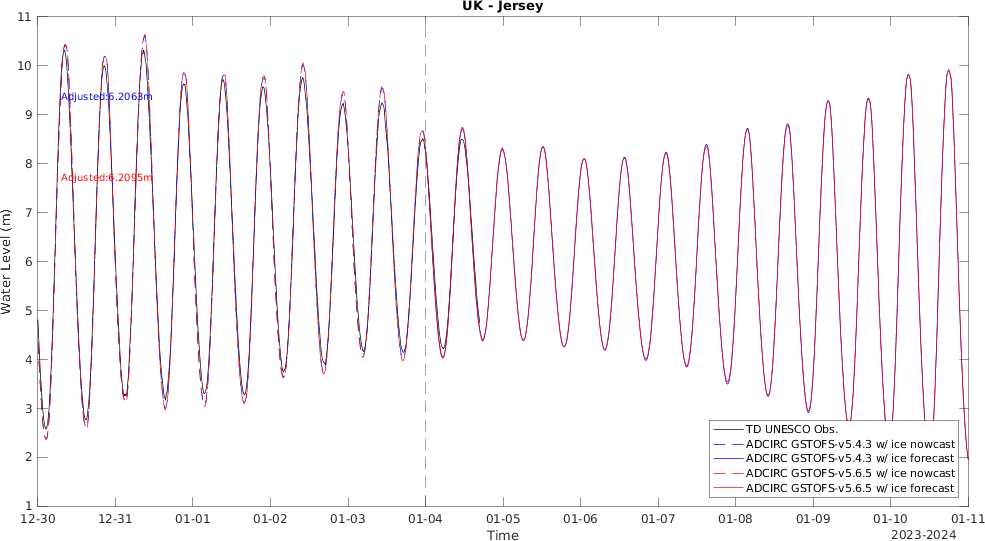 UK - Jersey
11
10
9
8
7
6
5
4
3
2
1
Water Level (m)
Adjusted:6.2063m
Adjusted:6.2095m
TD UNESCO Obs.
ADCIRC GSTOFS-v5.4.3 w/ ice nowcast
ADCIRC GSTOFS-v5.4.3 w/ ice forecast
ADCIRC GSTOFS-v5.6.5 w/ ice nowcast
ADCIRC GSTOFS-v5.6.5 w/ ice forecast
12-30 12-31 01-01 01-02 01-03 01-04 01-05 01-06 01-07 01-08 01-09 01-10 01-11
Time
2023-2024